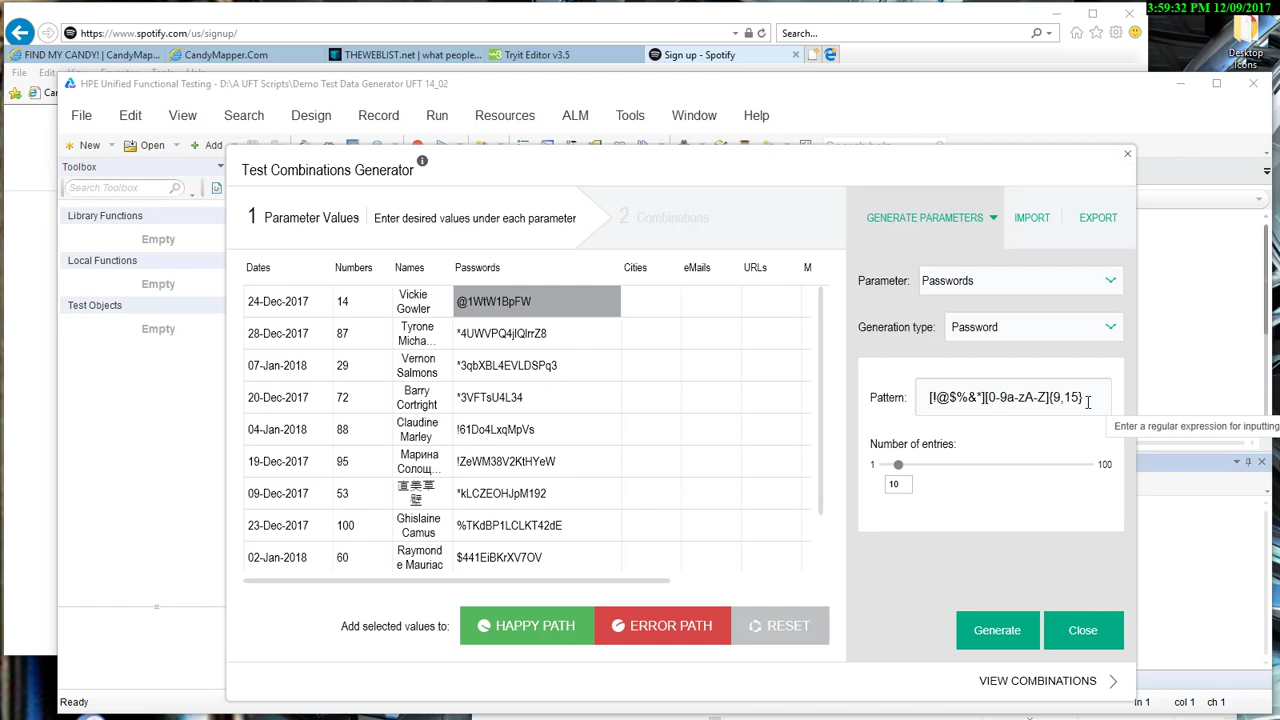 3:59:32 PM 12/09/2017
https://www.spotify.com/us/signup/
Search...
FIND MY CANDY! | CandyMap...
CandyMapper.Com
THEWEBLIST.net | what people...
Tryit Editor v3.5
Sign up - Spotify
Desktop
Icons
HPE Unified Functional Testing - D:\A UFT Scripts\Demo Test Data Generator UFT 14_02
File Edit View Search Design Record Run Resources ALM Tools Window Help
New Open Add
Toolbox
Search Toolbox
Library Functions
Empty
Local Functions
Empty
Test Objects
Empty
Test Combinations Generator
1 Parameter Values Enter desired values under each parameter
2 Combinations
GENERATE PARAMETERS IMPORT EXPORT
Dates Numbers Names Passwords Cities eMails URLs M
24-Dec-2017 14 Vickie Gowler @1WtW1BpFW
28-Dec-2017 87 Tyrone Micha... *4UWVPQ4jIQlrrZ8
07-Jan-2018 29 Vernon Salmons *3qbXBL4EVLDSPq3
20-Dec-2017 72 Barry Cortright *3VFTsU4L34
04-Jan-2018 88 Claudine Marley !61Do4LxqMpVs
19-Dec-2017 95 Марина Солощ... !ZeWM38V2KtHYeW
09-Dec-2017 53 直美草壁 *kLCZEOHJpM192
23-Dec-2017 100 Ghislaine Camus %TKdBP1LCLKT42dE
02-Jan-2018 60 Raymonde Mauriac $441EiBKrXV7OV
Parameter: Passwords
Generation type: Password
Pattern: [!@$%&*][0-9a-zA-Z]{9,15}
Enter a regular expression for inputting
Number of entries:
1 100
10
Add selected values to: HAPPY PATH ERROR PATH RESET
Generate Close
VIEW COMBINATIONS
Ready
ln 1 col 1 ch 1